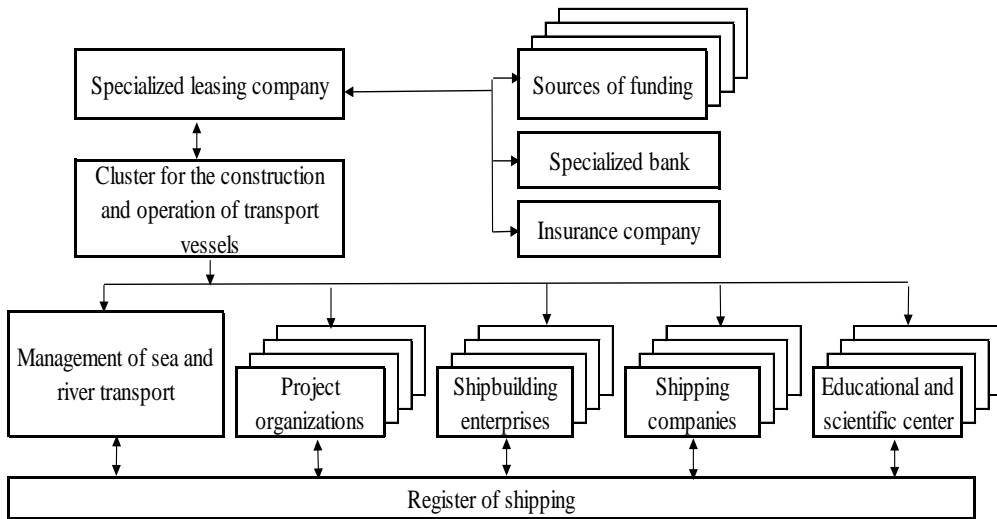 Specialized leasing company
Sources of funding
Specialized bank
Insurance company
Cluster for the construction
and operation of transport
vessels
Management of sea and
river transport
Project
organizations
Shipbuilding
enterprises
Shipping
companies
Educational and
scientific center
Register of shipping